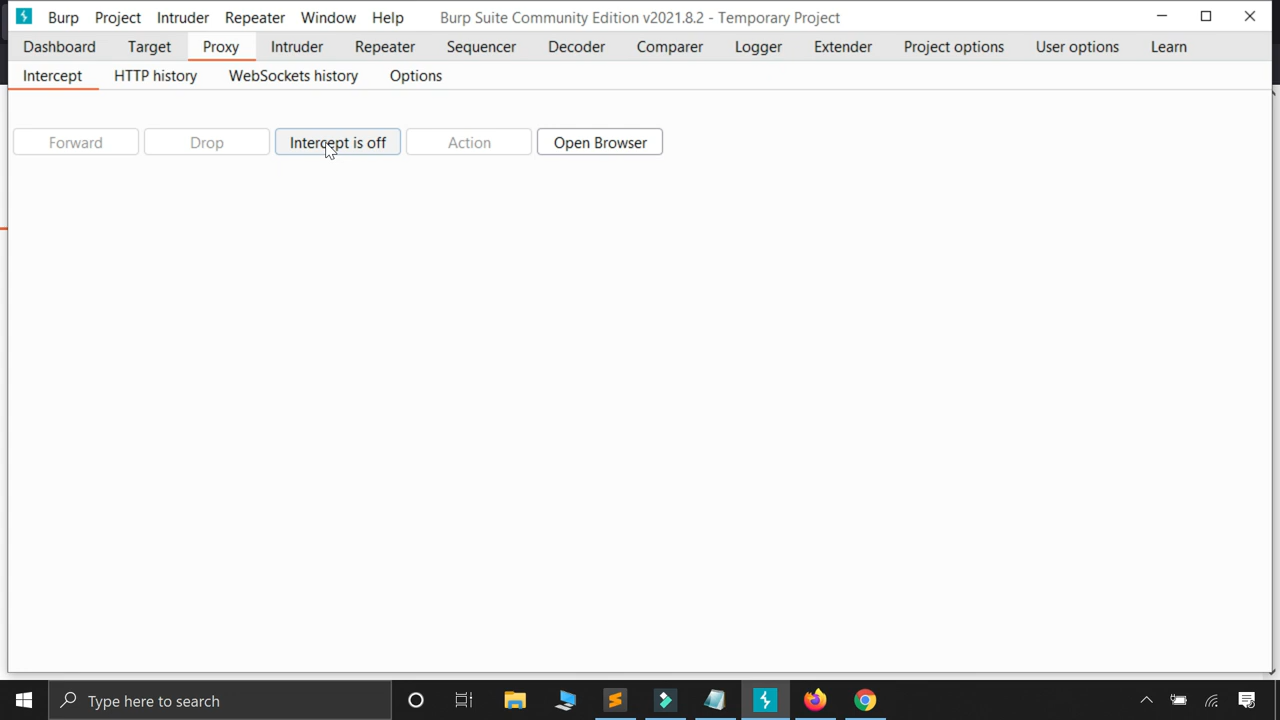 Burp Project Intruder Repeater Window Help Burp Suite Community Edition v2021.8.2 - Temporary Project
Dashboard Target Proxy Intruder Repeater Sequencer Decoder Comparer Logger Extender Project options User options Learn
Intercept HTTP history WebSockets history Options
Forward Drop Intercept is off Action Open Browser
Type here to search